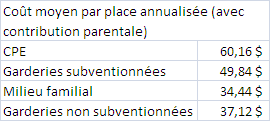 Coût moyen par place annualisée (avec
contribution parentale)
CPE 60,16 $
Garderies subventionnées 49,84 $
Milieu familial 34,44 $
Garderies non subventionnées 37,12 $